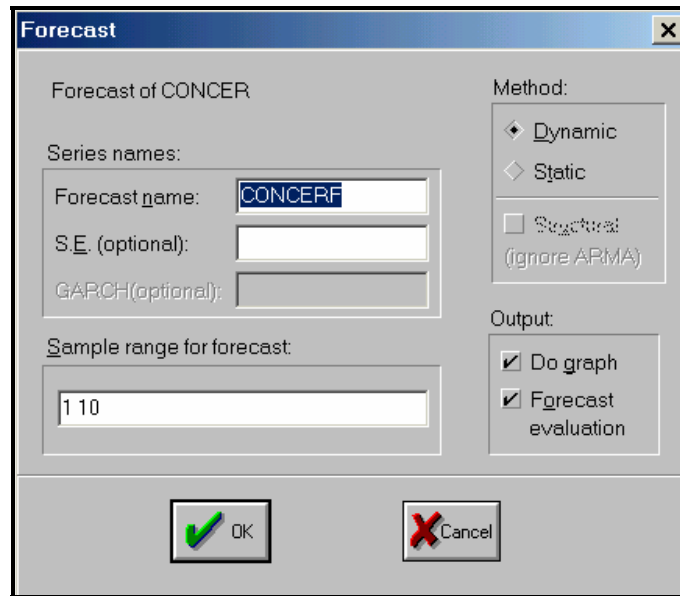 Forecast
Forecast of CONCER
Series names:
Forecast name:
CONCERF
S.E. (optional):
GARCH(optional):
Sample range for forecast:
1 10
Method:
Dynamic
Static
Structural
(ignore ARMA)
Output:
Do graph
Forecast
evaluation
OK
Cancel